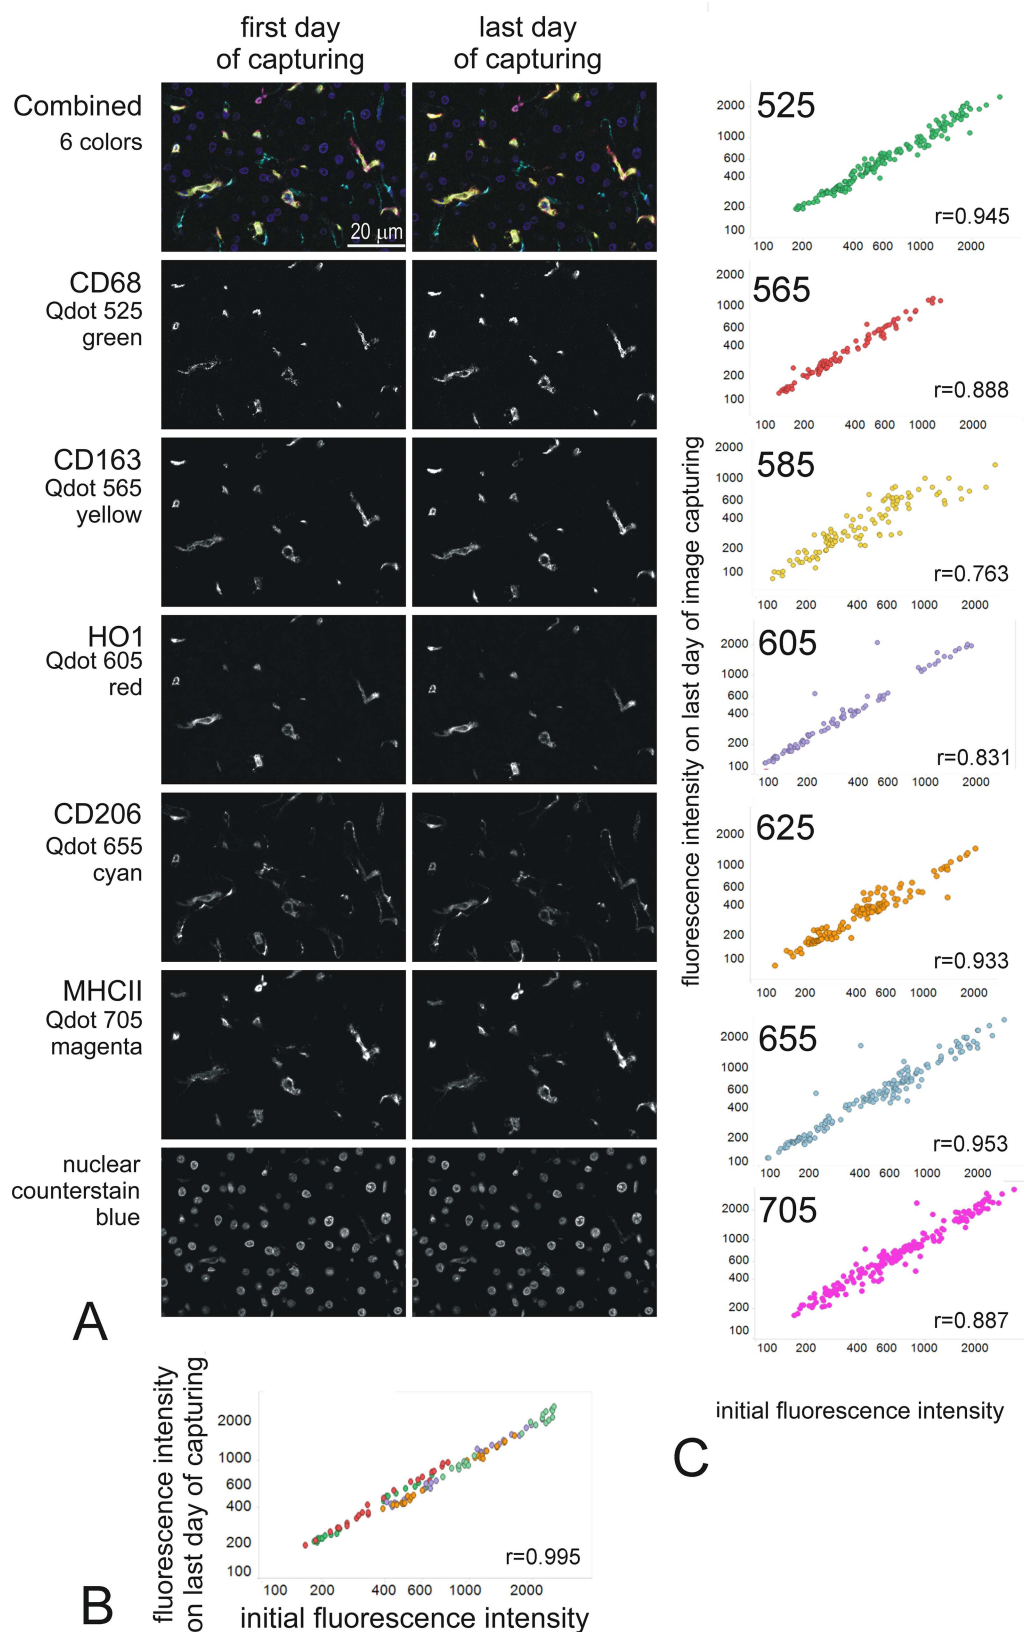 first day
of capturing
last day
of capturing
Combined
6 colors
20 μm
CD68
Qdot 525
green
CD163
Qdot 565
yellow
HO1
Qdot 605
red
CD206
Qdot 655
cyan
MHCII
Qdot 705
magenta
nuclear
counterstain
blue
A
fluorescence intensity
on last day of capturing
2000
1000
600
400
200
100
r=0.995
100 200 400 600 1000 2000
initial fluorescence intensity
B
fluorescence intensity on last day of image capturing
525
2000
1000
600
400
200
100
r=0.945
100 200 400 600 1000 2000
565
2000
1000
600
400
200
100
r=0.888
100 200 400 600 1000 2000
585
2000
1000
600
400
200
100
r=0.763
100 200 400 600 1000 2000
605
2000
1000
600
400
200
100
r=0.831
100 200 400 600 1000 2000
625
2000
1000
600
400
200
100
r=0.933
100 200 400 600 1000 2000
655
2000
1000
600
400
200
100
r=0.953
100 200 400 600 1000 2000
705
2000
1000
600
400
200
100
r=0.887
100 200 400 600 1000 2000
initial fluorescence intensity
C